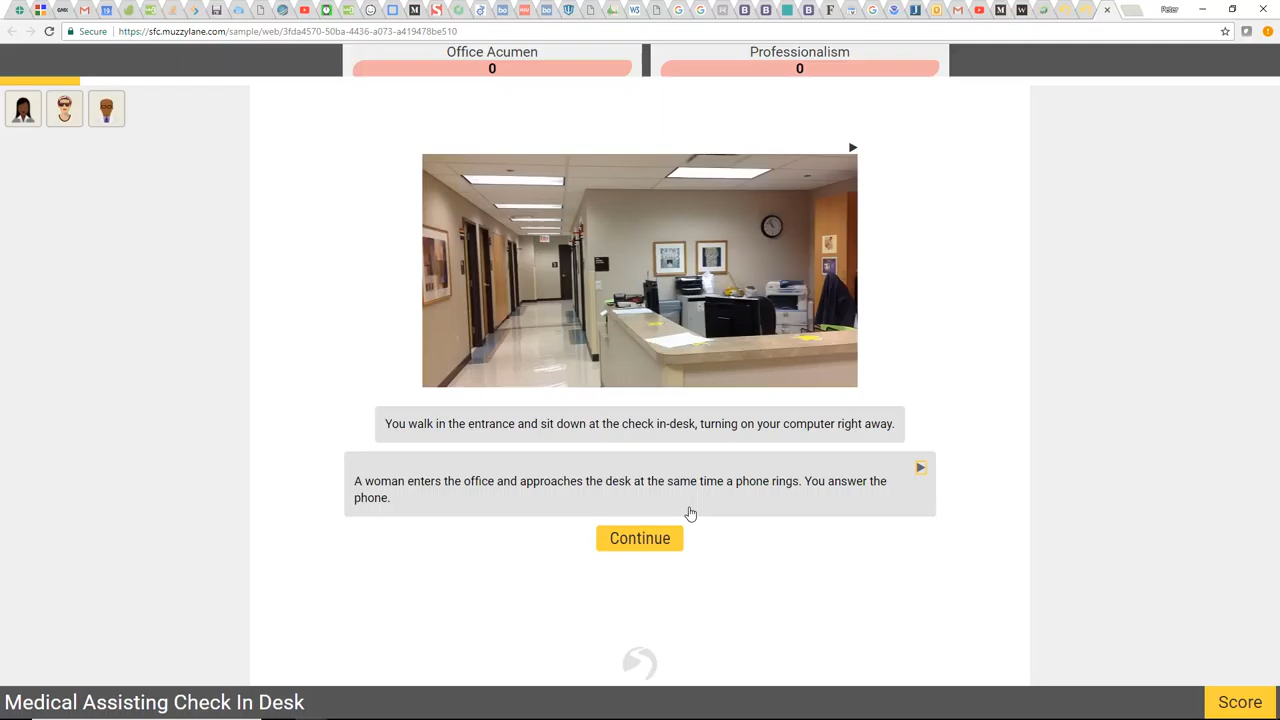 Peter
Secure
https://sfc.muzzylane.com/sample/web/3fda4570-50ba-4436-a073-a419478be510
Office Acumen
Professionalism
0
0
You walk in the entrance and sit down at the check in-desk, turning on your computer right away.
A woman enters the office and approaches the desk at the same time a phone rings. You answer the
phone.
Continue
Medical Assisting Check In Desk
Score